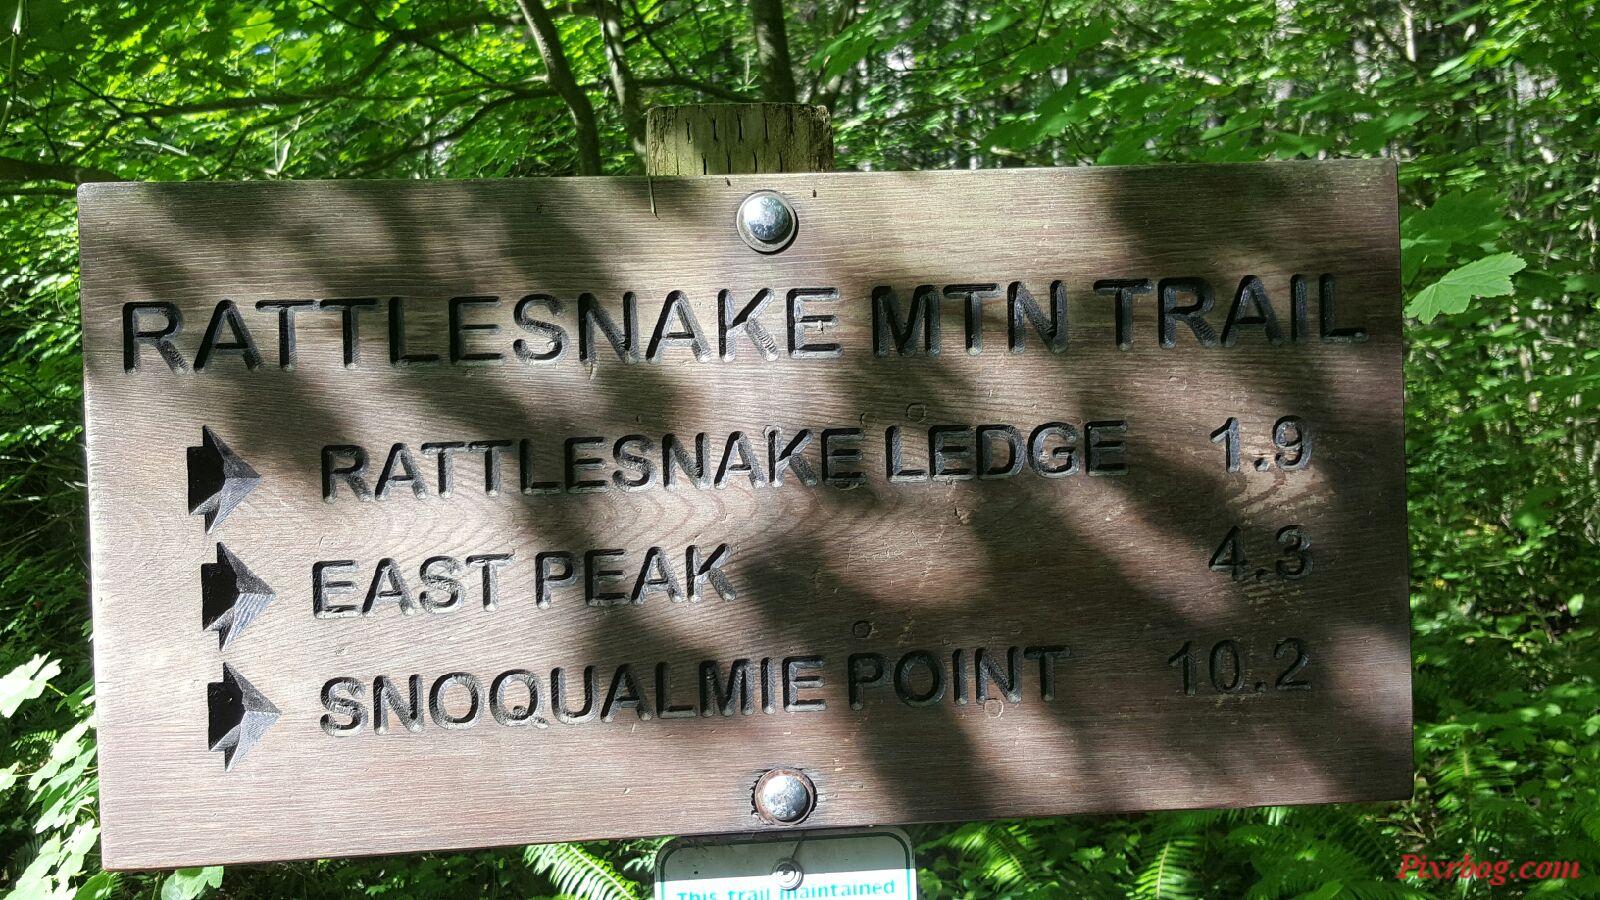 RATTLESNAKE MTN TRAIL
RATTLESNAKE LEDGE 1.9
EAST PEAK 4.3
SNOQUALMIE POINT 10.2
This trail maintained
Pixrbog.com